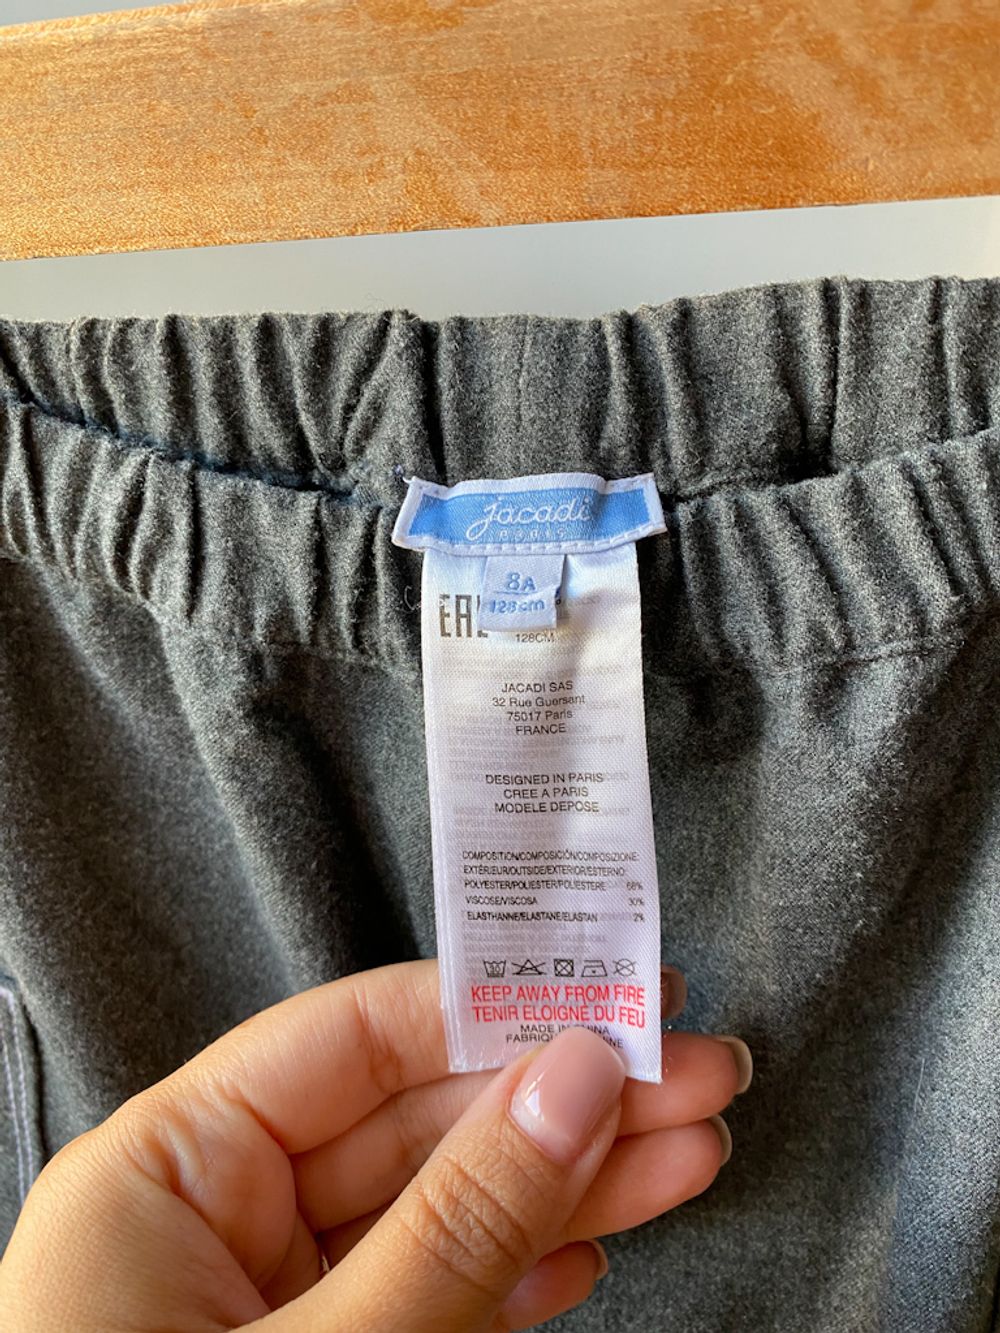 jacadi
PARIS
8A
128cm
EAC
128CM
JACADI SAS
32 Rue Guersant
75017 Paris
FRANCE
DESIGNED IN PARIS
CREE A PARIS
MODELE DEPOSE
COMPOSITION/COMPOSICIÓN/COMPOSIZIONE:
EXTÉRIEUR/OUTSIDE/EXTERIOR/ESTERNO:
POLYESTER/POLIESTER/POLIESTERE 68%
VISCOSE/VISCOSA 30%
ELASTHANNE/ELASTANE/ELASTAN 2%
KEEP AWAY FROM FIRE
TENIR ELOIGNE DU FEU
MADE IN CHINA